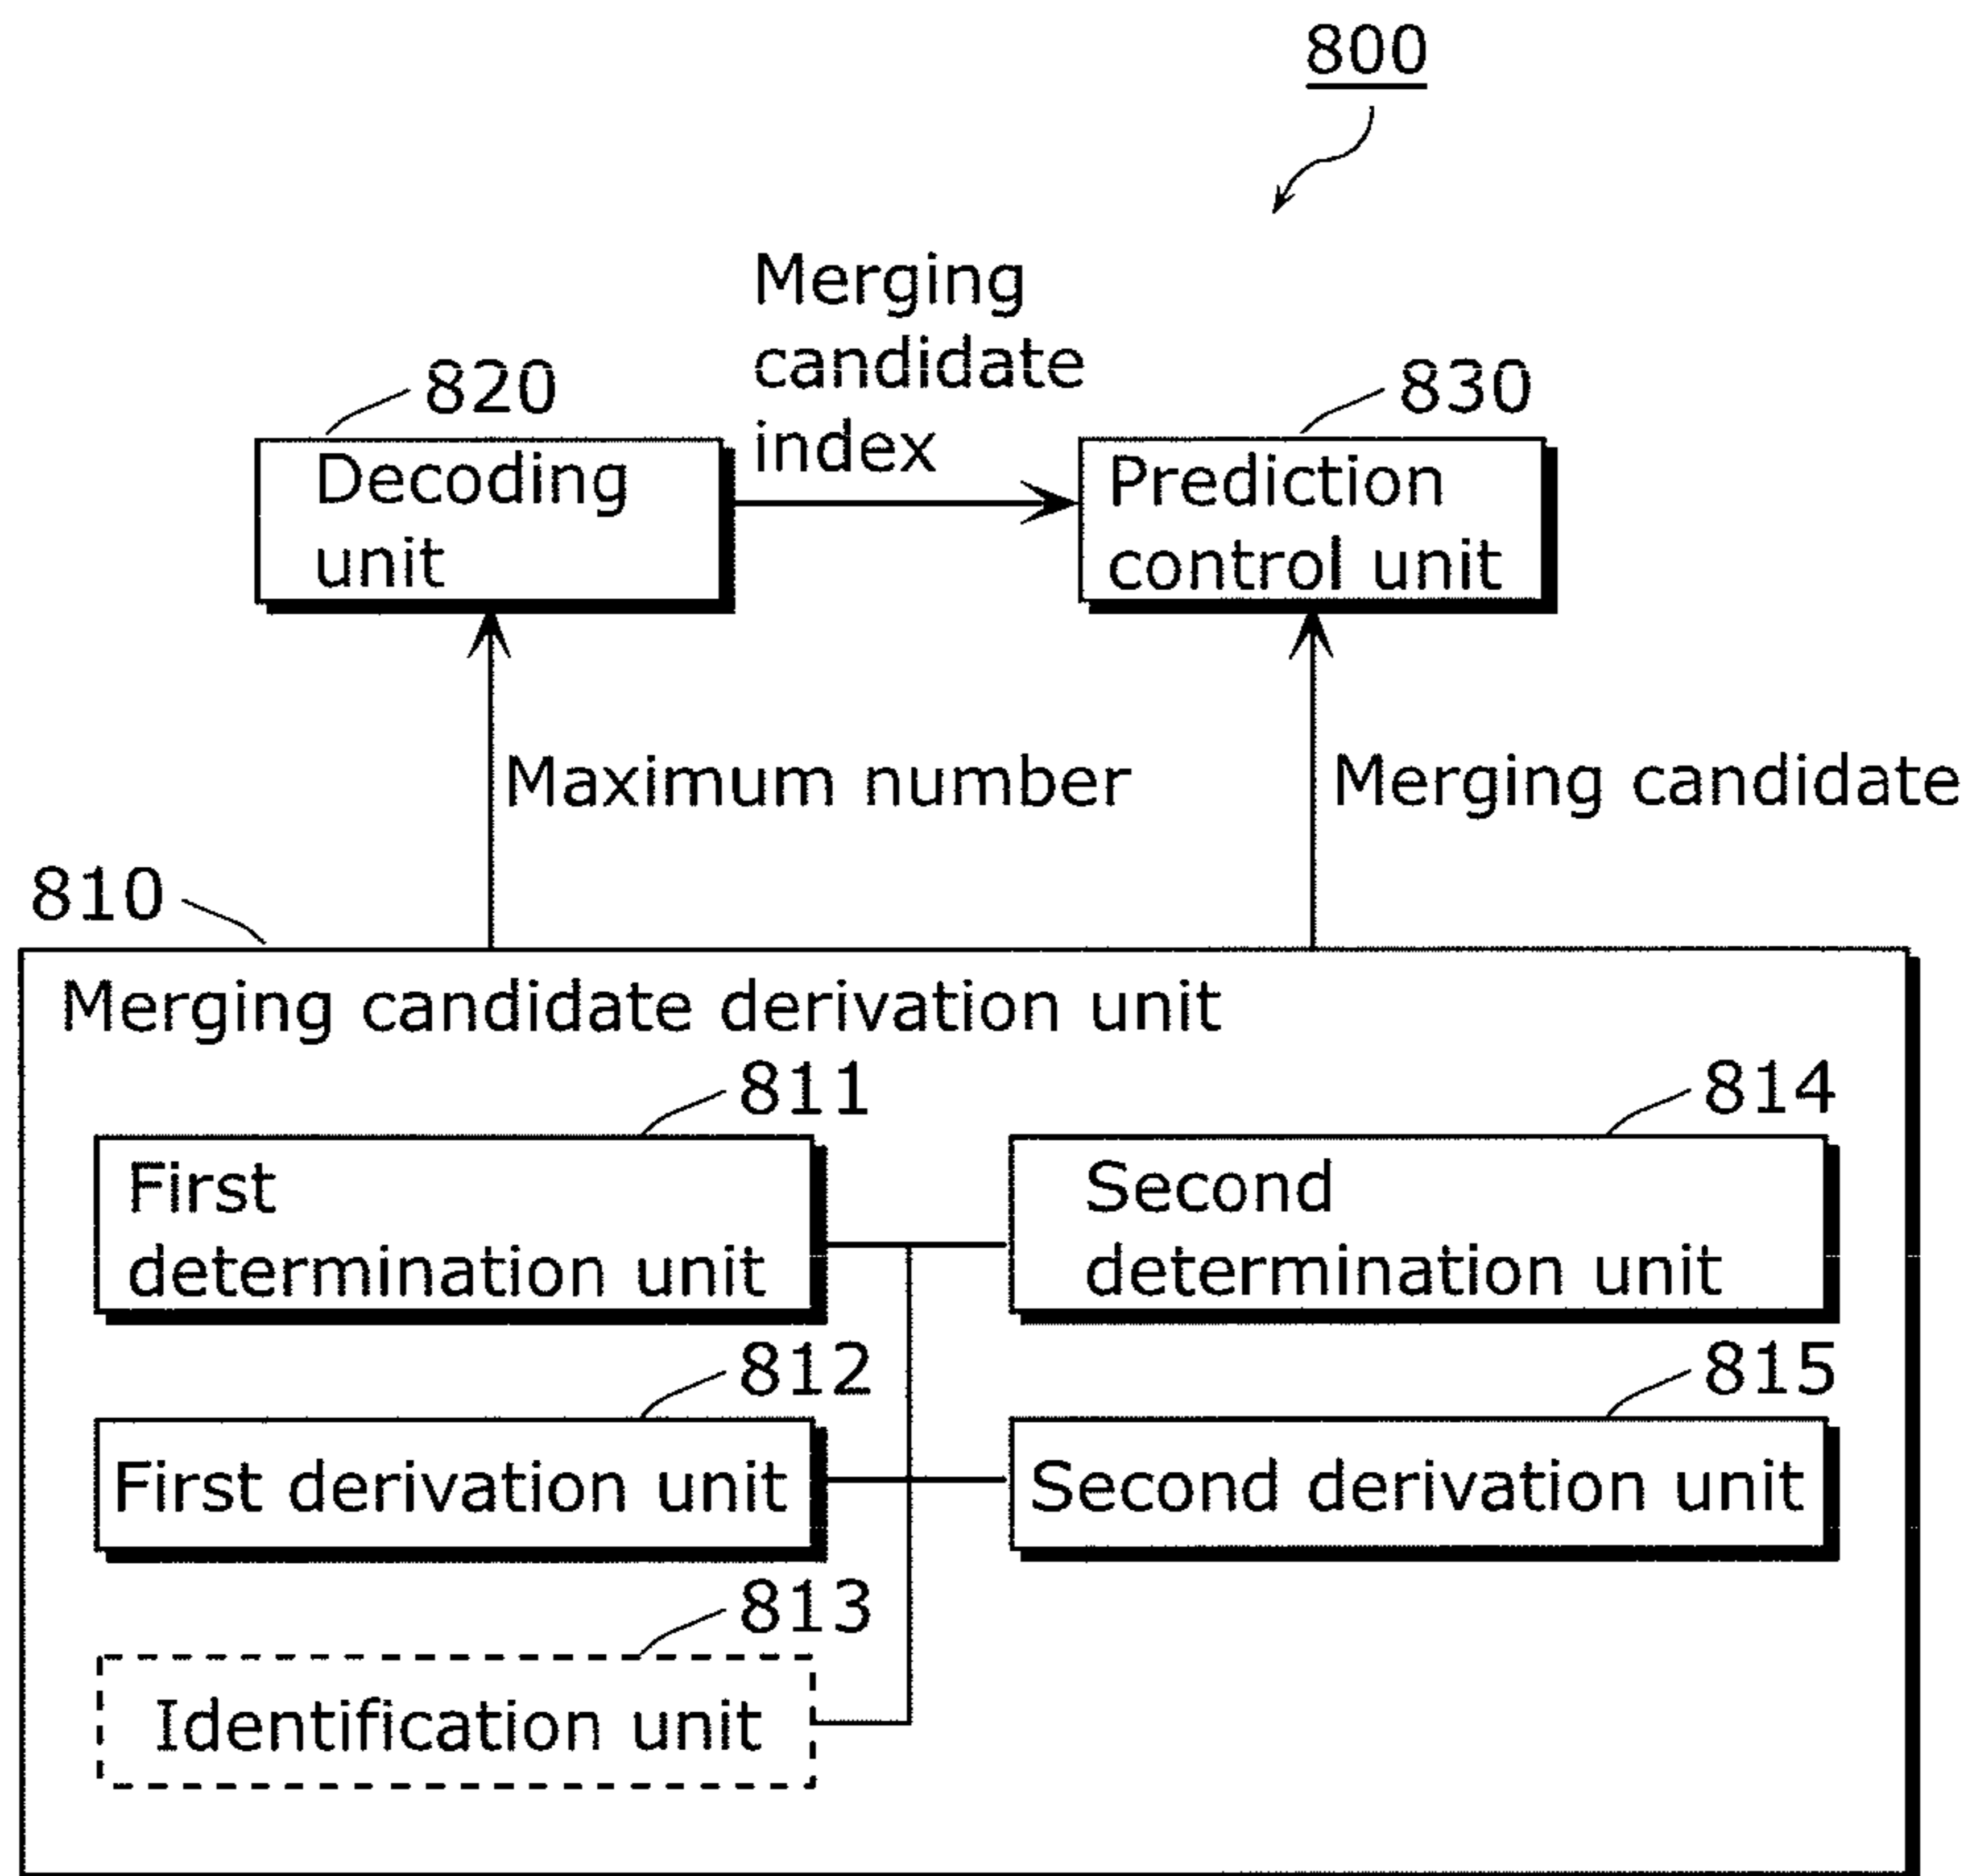 800
Merging
candidate
index
820
830
Decoding
unit
Prediction
control unit
Maximum number
Merging candidate
810
Merging candidate derivation unit
811
814
First
determination unit
Second
determination unit
812
815
First derivation unit
Second derivation unit
813
Identification unit